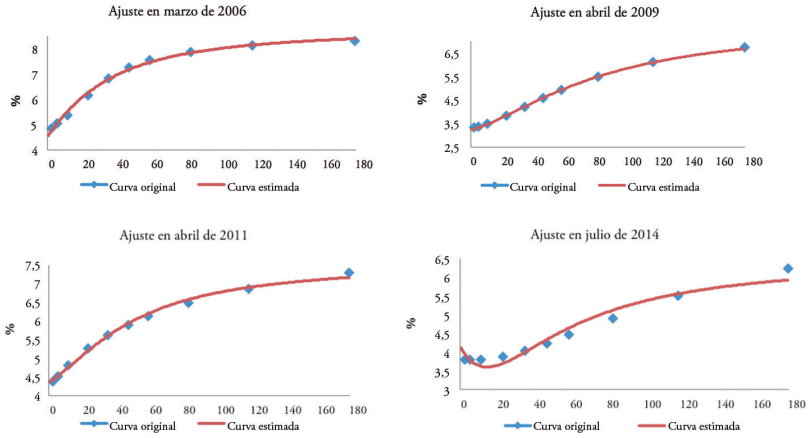 Ajuste en marzo de 2006
8
7
6
5
4
%
0 20 40 60 80 100 120 140 160 180
Curva original Curva estimada
Ajuste en abril de 2009
6,5
5,5
4,5
3,5
2,5
%
0 20 40 60 80 100 120 140 160 180
Curva original Curva estimada
Ajuste en abril de 2011
7,5
7
6,5
6
5,5
5
4,5
4
%
0 20 40 60 80 100 120 140 160 180
Curva original Curva estimada
Ajuste en julio de 2014
6,5
6
5,5
5
4,5
4
3,5
3
%
0 20 40 60 80 100 120 140 160 180
Curva original Curva estimada